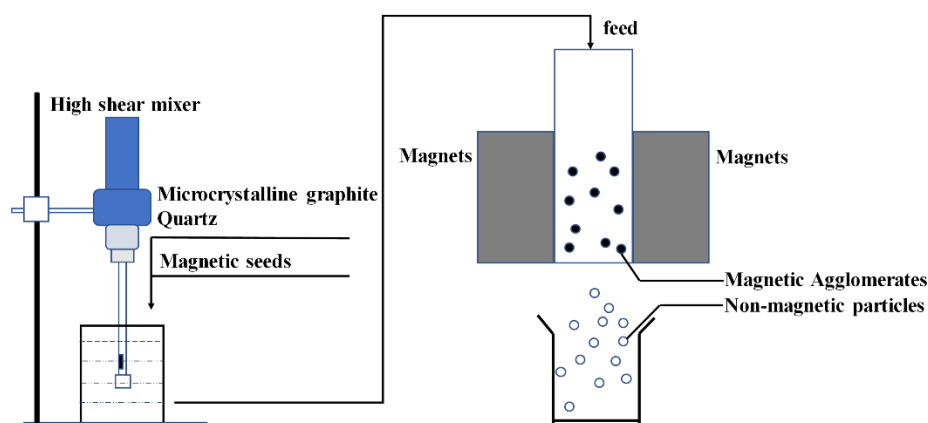 feed
High shear mixer
Magnets
Magnets
Microcrystalline graphite
Quartz
Magnetic seeds
Magnetic Agglomerates
Non-magnetic particles